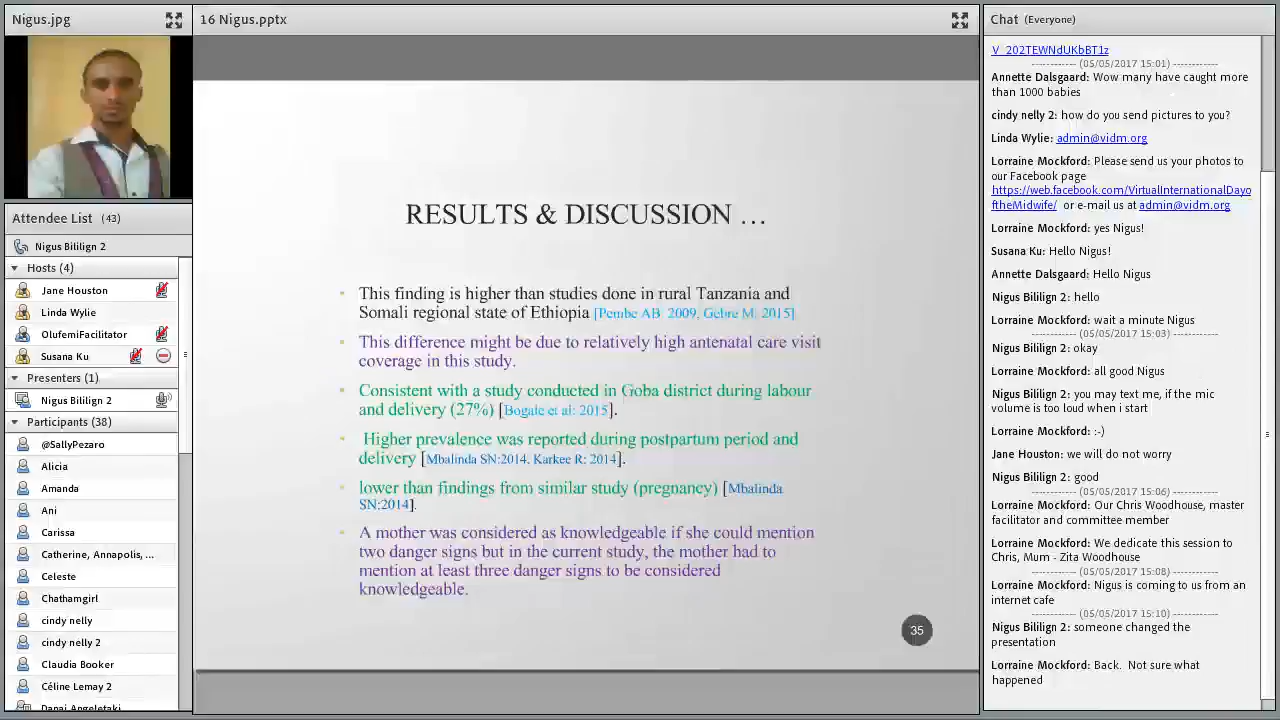 Nigus.jpg
Attendee List (43)
Nigus Bililign 2
Hosts (4)
Jane Houston
Linda Wylie
OlufemiFacilitator
Susana Ku
Presenters (1)
Nigus Bililign 2
Participants (38)
@SallyPezaro
Alicia
Amanda
Ani
Carissa
Catherine, Annapolis, ...
Celeste
Chathamgirl
cindy nelly
cindy nelly 2
Claudia Booker
Céline Lemay 2
Danai Angeletaki
16 Nigus.pptx
RESULTS & DISCUSSION …
This finding is higher than studies done in rural Tanzania and
Somali regional state of Ethiopia [Pembe AB. 2009, Gebre M. 2015]
This difference might be due to relatively high antenatal care visit
coverage in this study.
Consistent with a study conducted in Goba district during labour
and delivery (27%) [Bogale et al: 2015].
Higher prevalence was reported during postpartum period and
delivery [Mbalinda SN:2014, Karkee R: 2014].
lower than findings from similar study (pregnancy) [Mbalinda
SN:2014].
A mother was considered as knowledgeable if she could mention
two danger signs but in the current study, the mother had to
mention at least three danger signs to be considered
knowledgeable.
35
Chat (Everyone)
V_202TEWNdUKbBT1z
------------ (05/05/2017 15:01) ------------
Annette Dalsgaard: Wow many have caught more
than 1000 babies
cindy nelly 2: how do you send pictures to you?
Linda Wylie: admin@vidm.org
Lorraine Mockford: Please send us your photos to
our Facebook page
https://web.facebook.com/VirtualInternationalDayo
ftheMidwife/ or e-mail us at admin@vidm.org
Lorraine Mockford: yes Nigus!
Susana Ku: Hello Nigus!
Annette Dalsgaard: Hello Nigus
Nigus Bililign 2: hello
Lorraine Mockford: wait a minute Nigus
------------ (05/05/2017 15:03) ------------
Nigus Bililign 2: okay
Lorraine Mockford: all good Nigus
Nigus Bililign 2: you may text me, if the mic
volume is too loud when i start
Lorraine Mockford: :-)
Jane Houston: we will do not worry
Nigus Bililign 2: good
------------ (05/05/2017 15:06) ------------
Lorraine Mockford: Our Chris Woodhouse, master
facilitator and committee member
Lorraine Mockford: We dedicate this session to
Chris, Mum - Zita Woodhouse
------------ (05/05/2017 15:08) ------------
Lorraine Mockford: Nigus is coming to us from an
internet cafe
------------ (05/05/2017 15:10) ------------
Nigus Bililign 2: someone changed the
presentation
Lorraine Mockford: Back.  Not sure what
happened